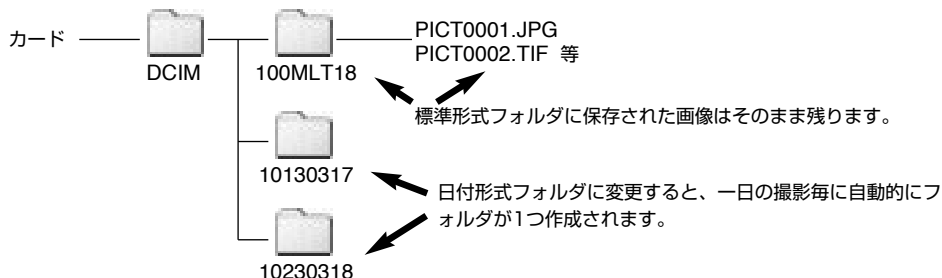 カード
DCIM
100MLT18
PICT0001.JPG
PICT0002.TIF 等
標準形式フォルダに保存された画像はそのまま残ります。
10130317
日付形式フォルダに変更すると、一日の撮影毎に自動的にフ
ォルダが1つ作成されます。
10230318